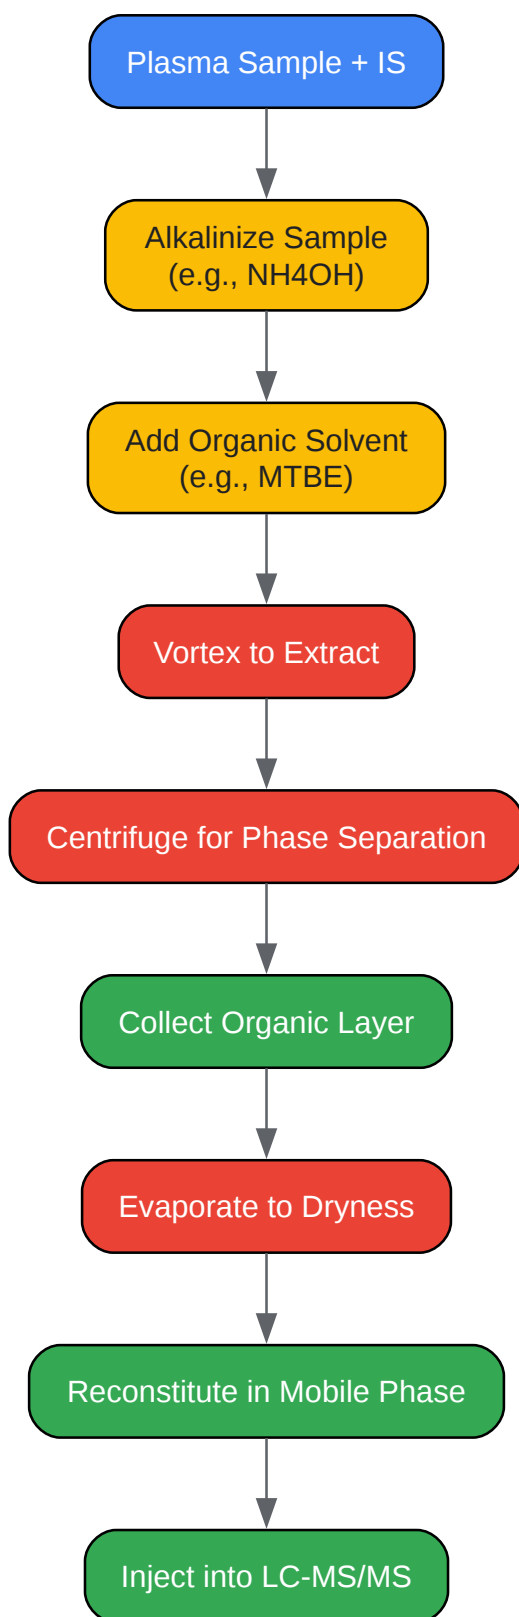 Plasma Sample + IS
Alkalinize Sample
(e.g., NH4OH)
Add Organic Solvent
(e.g., MTBE)
Vortex to Extract
Centrifuge for Phase Separation
Collect Organic Layer
Evaporate to Dryness
Reconstitute in Mobile Phase
Inject into LC-MS/MS